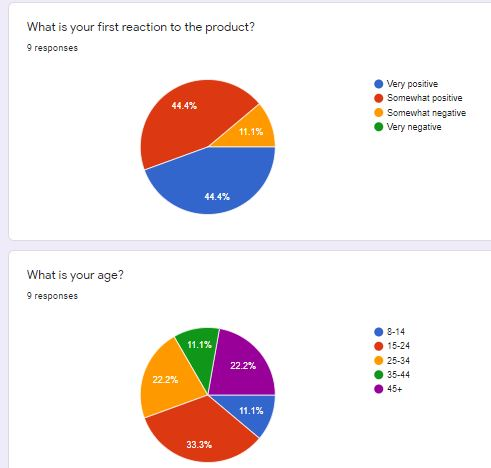 What is your first reaction to the product?
9 responses
44.4%
11.1%
44.4%
Very positive
Somewhat positive
Somewhat negative
Very negative
What is your age?
9 responses
11.1%
22.2%
22.2%
11.1%
33.3%
8-14
15-24
25-34
35-44
45+